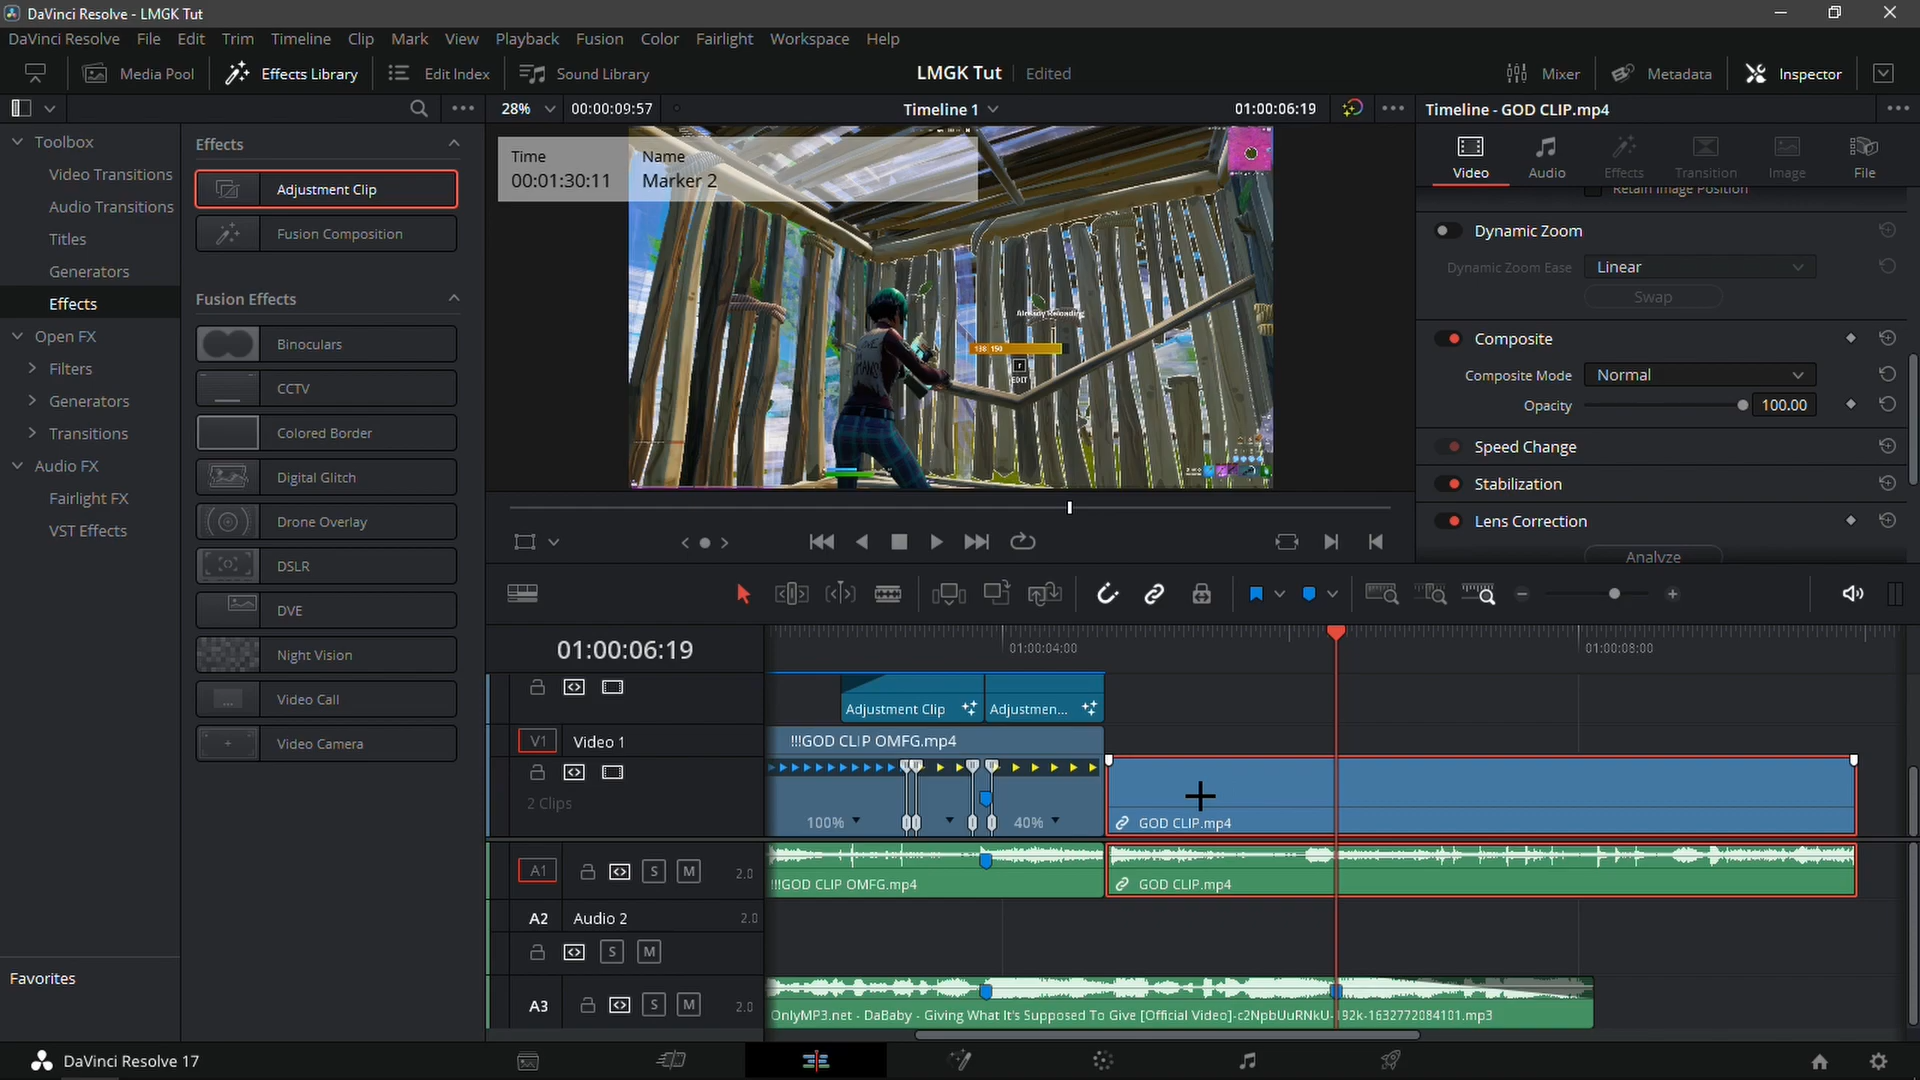 DaVinci Resolve - LMGK Tut
DaVinci Resolve File Edit Trim Timeline Clip Mark View Playback Fusion Color Fairlight Workspace Help
Media Pool Effects Library Edit Index Sound Library LMGK Tut Edited Mixer Metadata Inspector
28% 00:00:09:57 Timeline 1 01:00:06:19 Timeline - GOD CLIP.mp4
Toolbox
Video Transitions
Audio Transitions
Titles
Generators
Effects
Open FX
Filters
Generators
Transitions
Audio FX
Fairlight FX
VST Effects
Favorites
Effects
Adjustment Clip
Fusion Composition
Fusion Effects
Binoculars
CCTV
Colored Border
Digital Glitch
Drone Overlay
DSLR
DVE
Night Vision
Video Call
Video Camera
Time Name
00:01:30:11 Marker 2
Already Reloading
138 150
EDIT
Video Audio Effects Transition Image File
Retain Image Position
Dynamic Zoom
Dynamic Zoom Ease Linear
Swap
Composite
Composite Mode Normal
Opacity 100.00
Speed Change
Stabilization
Lens Correction
Analyze
01:00:06:19 01:00:04:00 01:00:08:00
Adjustment Clip Adjustmen...
V1 Video 1 !!!GOD CLIP OMFG.mp4
2 Clips 100% 40% GOD CLIP.mp4
A1 S M 2.0
!!!GOD CLIP OMFG.mp4 GOD CLIP.mp4
A2 Audio 2 2.0
S M
A3 S M 2.0
OnlyMP3.net - DaBaby - Giving What It's Supposed To Give [Official Video]-c2NpbUuRNkU-192k-1632772084101.mp3
DaVinci Resolve 17